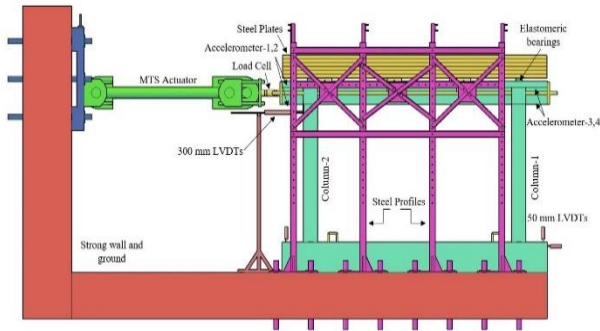 Steel Plates
Accelerometer-1,2
Load Cell
MTS Actuator
Elastomeric
bearings
Accelerometer-3,4
300 mm LVDTs
Column-2
Column-1
Steel Profiles
50 mm LVDTs
Strong wall and
ground